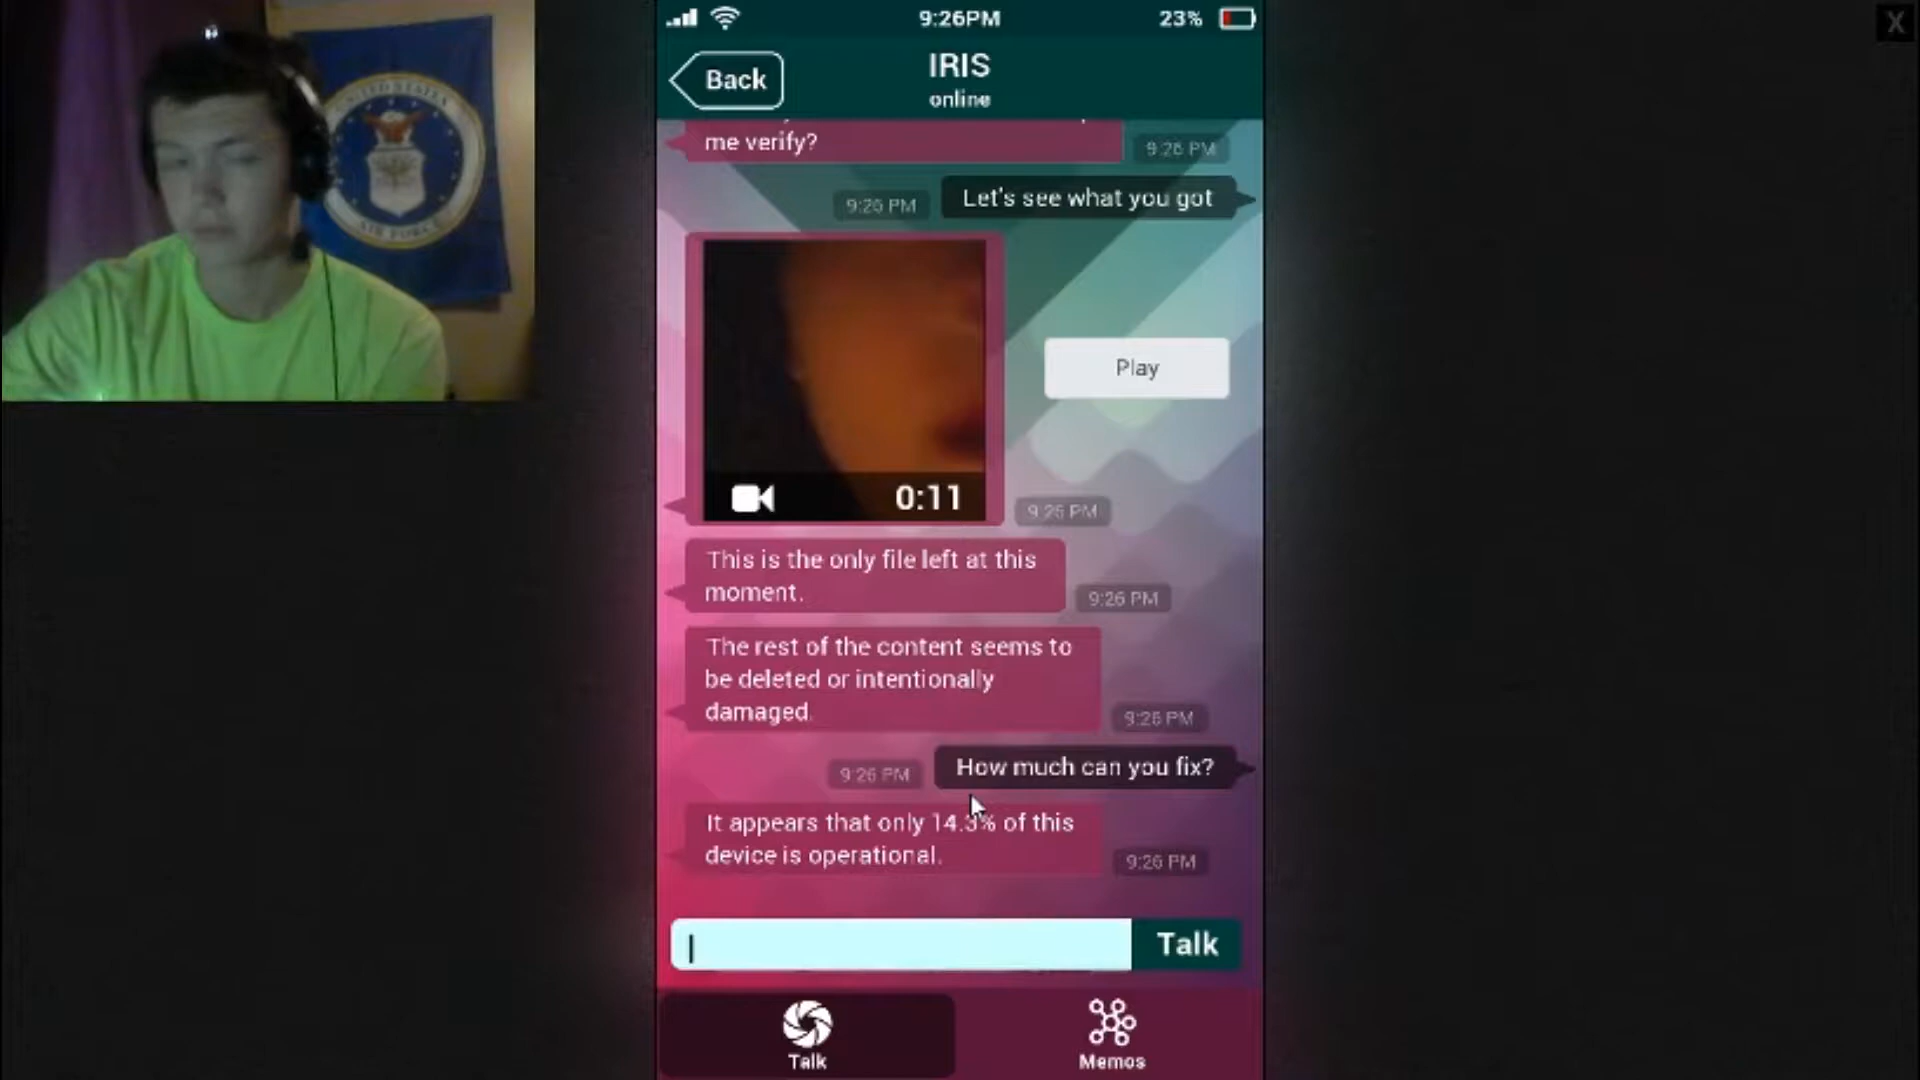 9:26PM
23%
X
Back
IRIS
online
me verify?
9:26 PM
Let's see what you got
9:26 PM
UNITED STATES
AIR FORCE
Play
0:11
9:26 PM
This is the only file left at this
moment.
9:26 PM
The rest of the content seems to
be deleted or intentionally
damaged.
9:26 PM
How much can you fix?
9:26 PM
It appears that only 14.3% of this
device is operational.
9:26 PM
Talk
Talk
Memos